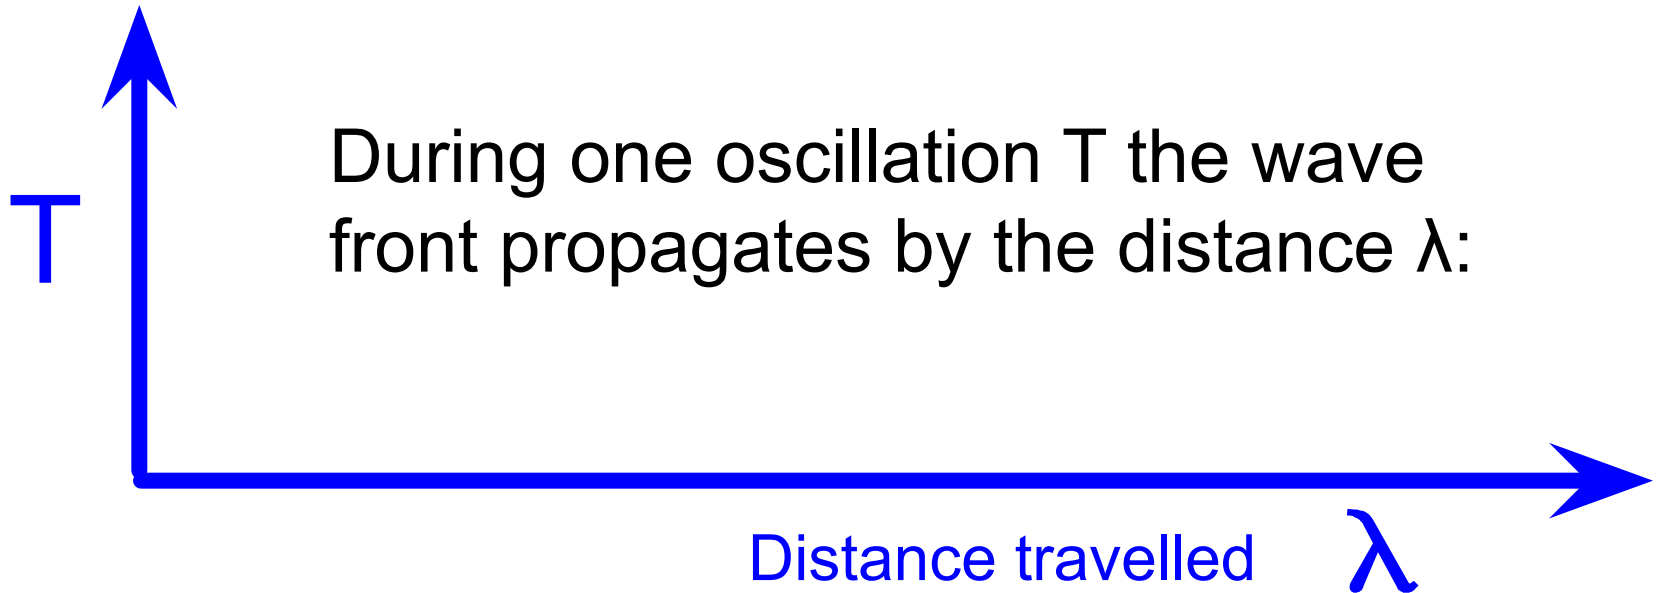 During one oscillation T the wave
front propagates by the distance λ:
T
Distance travelled λ